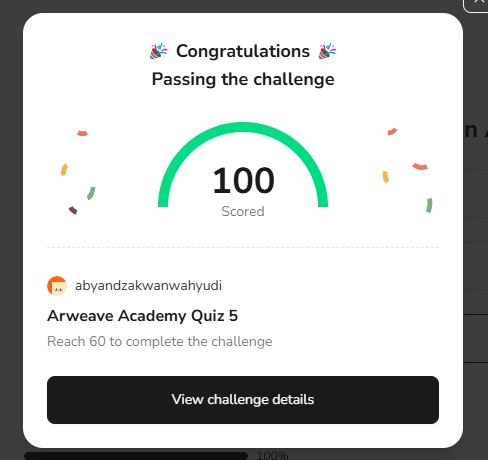 🎉 Congratulations 🎉
Passing the challenge
100
Scored
abyandzakwanwahyudi
Arweave Academy Quiz 5
Reach 60 to complete the challenge
View challenge details
100%